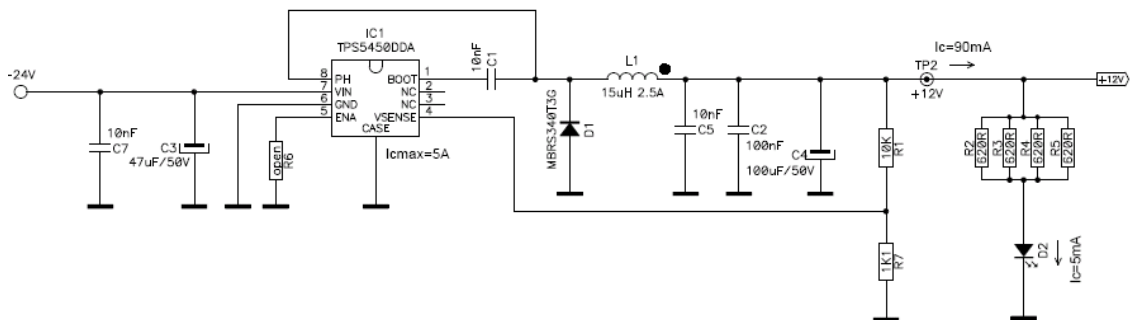 IC1
TPS5450DDA
8
PH
BOOT
1
7
VIN
NC
2
6
GND
NC
3
5
ENA
VSENSE
4
CASE
Icmax=5A
-24V
10nF
C7
C3
47uF/50V
open
R6
10nF
C1
MBRS340T3G
D1
L1
15uH 2.5A
10nF
C5
C2
100nF
C4
100uF/50V
10K
R1
1K1
R7
TP2
+12V
Ic=90mA
+12V
R2
620R
R3
620R
R4
620R
R5
620R
D2
Ic=5mA